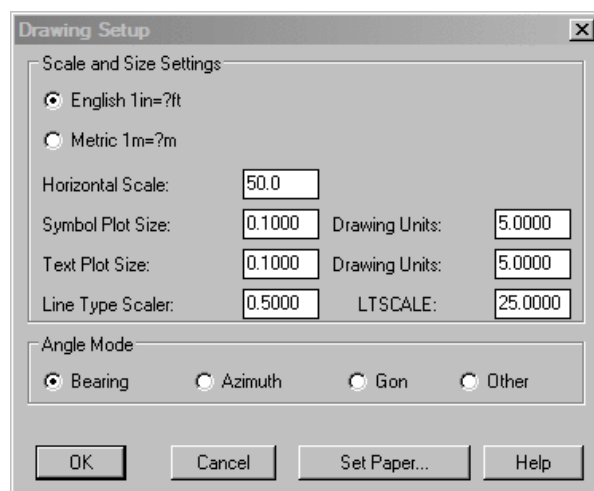 Drawing Setup
Scale and Size Settings
English 1in=?ft
Metric 1m=?m
Horizontal Scale: 50.0
Symbol Plot Size: 0.1000 Drawing Units: 5.0000
Text Plot Size: 0.1000 Drawing Units: 5.0000
Line Type Scaler: 0.5000 LTSCALE: 25.0000
Angle Mode
Bearing Azimuth Gon Other
OK Cancel Set Paper... Help